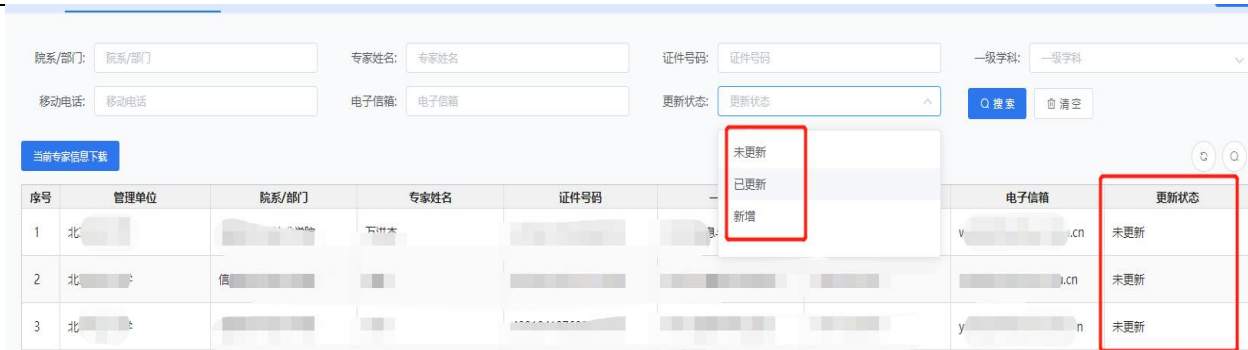 院系/部门: 院系/部门 专家姓名: 专家姓名 证件号码: 证件号码 一级学科: 一级学科
移动电话: 移动电话 电子信箱: 电子信箱 更新状态: 更新状态 搜索 清空
未更新
当前专家信息下载
已更新
新增
序号 管理单位 院系/部门 专家姓名 证件号码 一 电子信箱 更新状态
1 北 .cn 未更新
2 北 信 .cn 未更新
3 北 y n 未更新